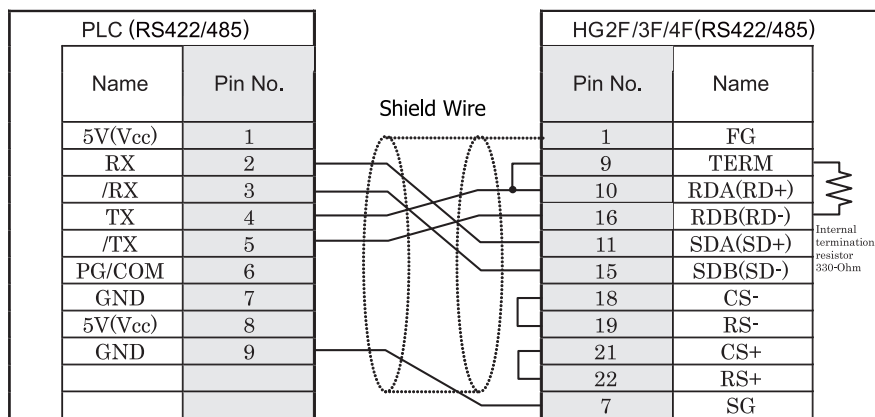 PLC (RS422/485)
HG2F/3F/4F(RS422/485)
Name Pin No. Pin No. Name
Shield Wire
5V(Vcc) 1 1 FG
RX 2 9 TERM
/RX 3 10 RDA(RD+)
TX 4 16 RDB(RD-)
/TX 5 11 SDA(SD+)
PG/COM 6 15 SDB(SD-)
GND 7 18 CS-
5V(Vcc) 8 19 RS-
GND 9 21 CS+
22 RS+
7 SG
Internal
termination
resistor
330-Ohm